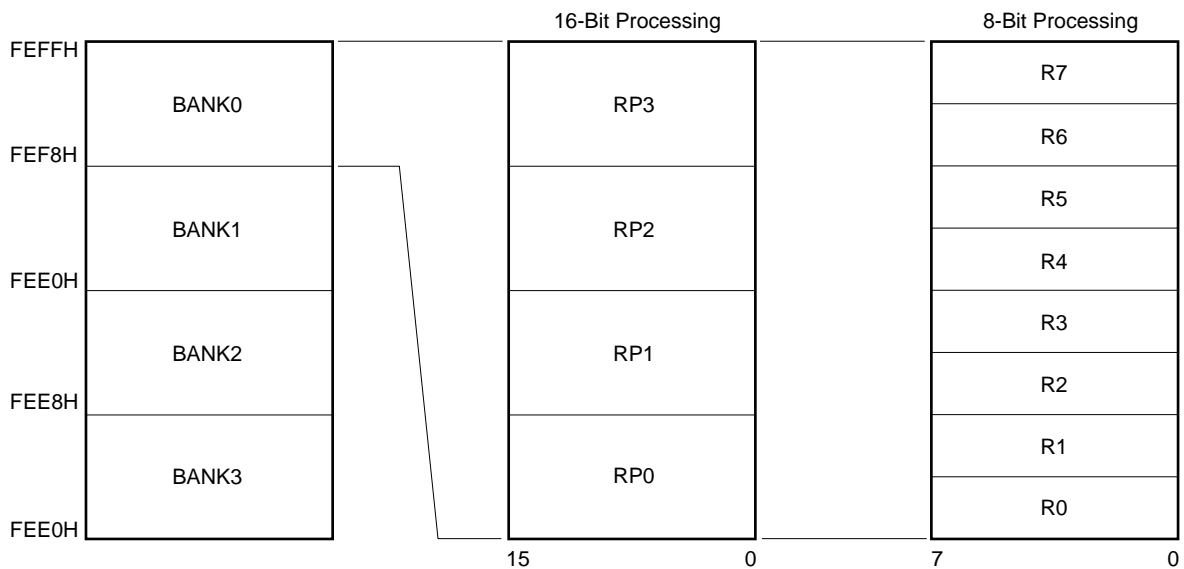 16-Bit Processing
8-Bit Processing
FEFFH
BANK0
RP3
R7
R6
FEF8H
BANK1
RP2
R5
R4
FEE0H
BANK2
RP1
R3
R2
FEE8H
BANK3
RP0
R1
R0
FEE0H
15 0 7 0